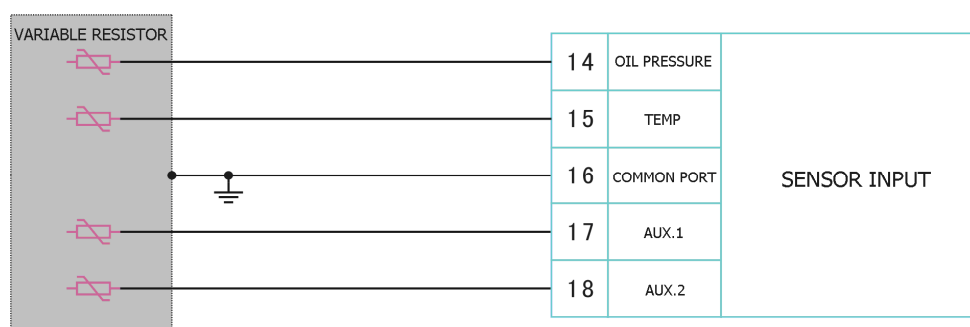 VARIABLE RESISTOR
14 OIL PRESSURE
15 TEMP
16 COMMON PORT
SENSOR INPUT
17 AUX.1
18 AUX.2